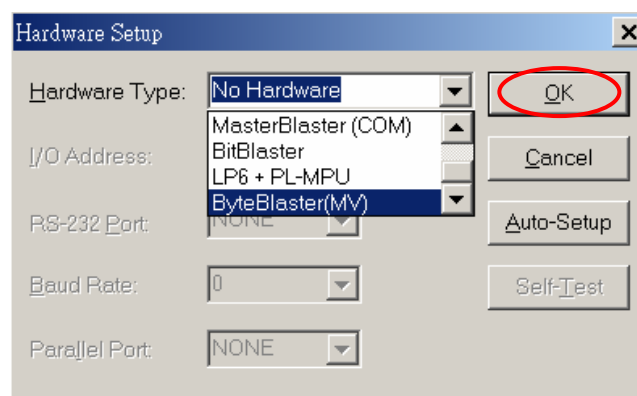 Hardware Setup
Hardware Type:
No Hardware
OK
MasterBlaster (COM)
BitBlaster
LP6 + PL-MPU
ByteBlaster(MV)
I/O Address:
Cancel
RS-232 Port:
NONE
Auto-Setup
Baud Rate:
0
Self-Test
Parallel Port:
NONE